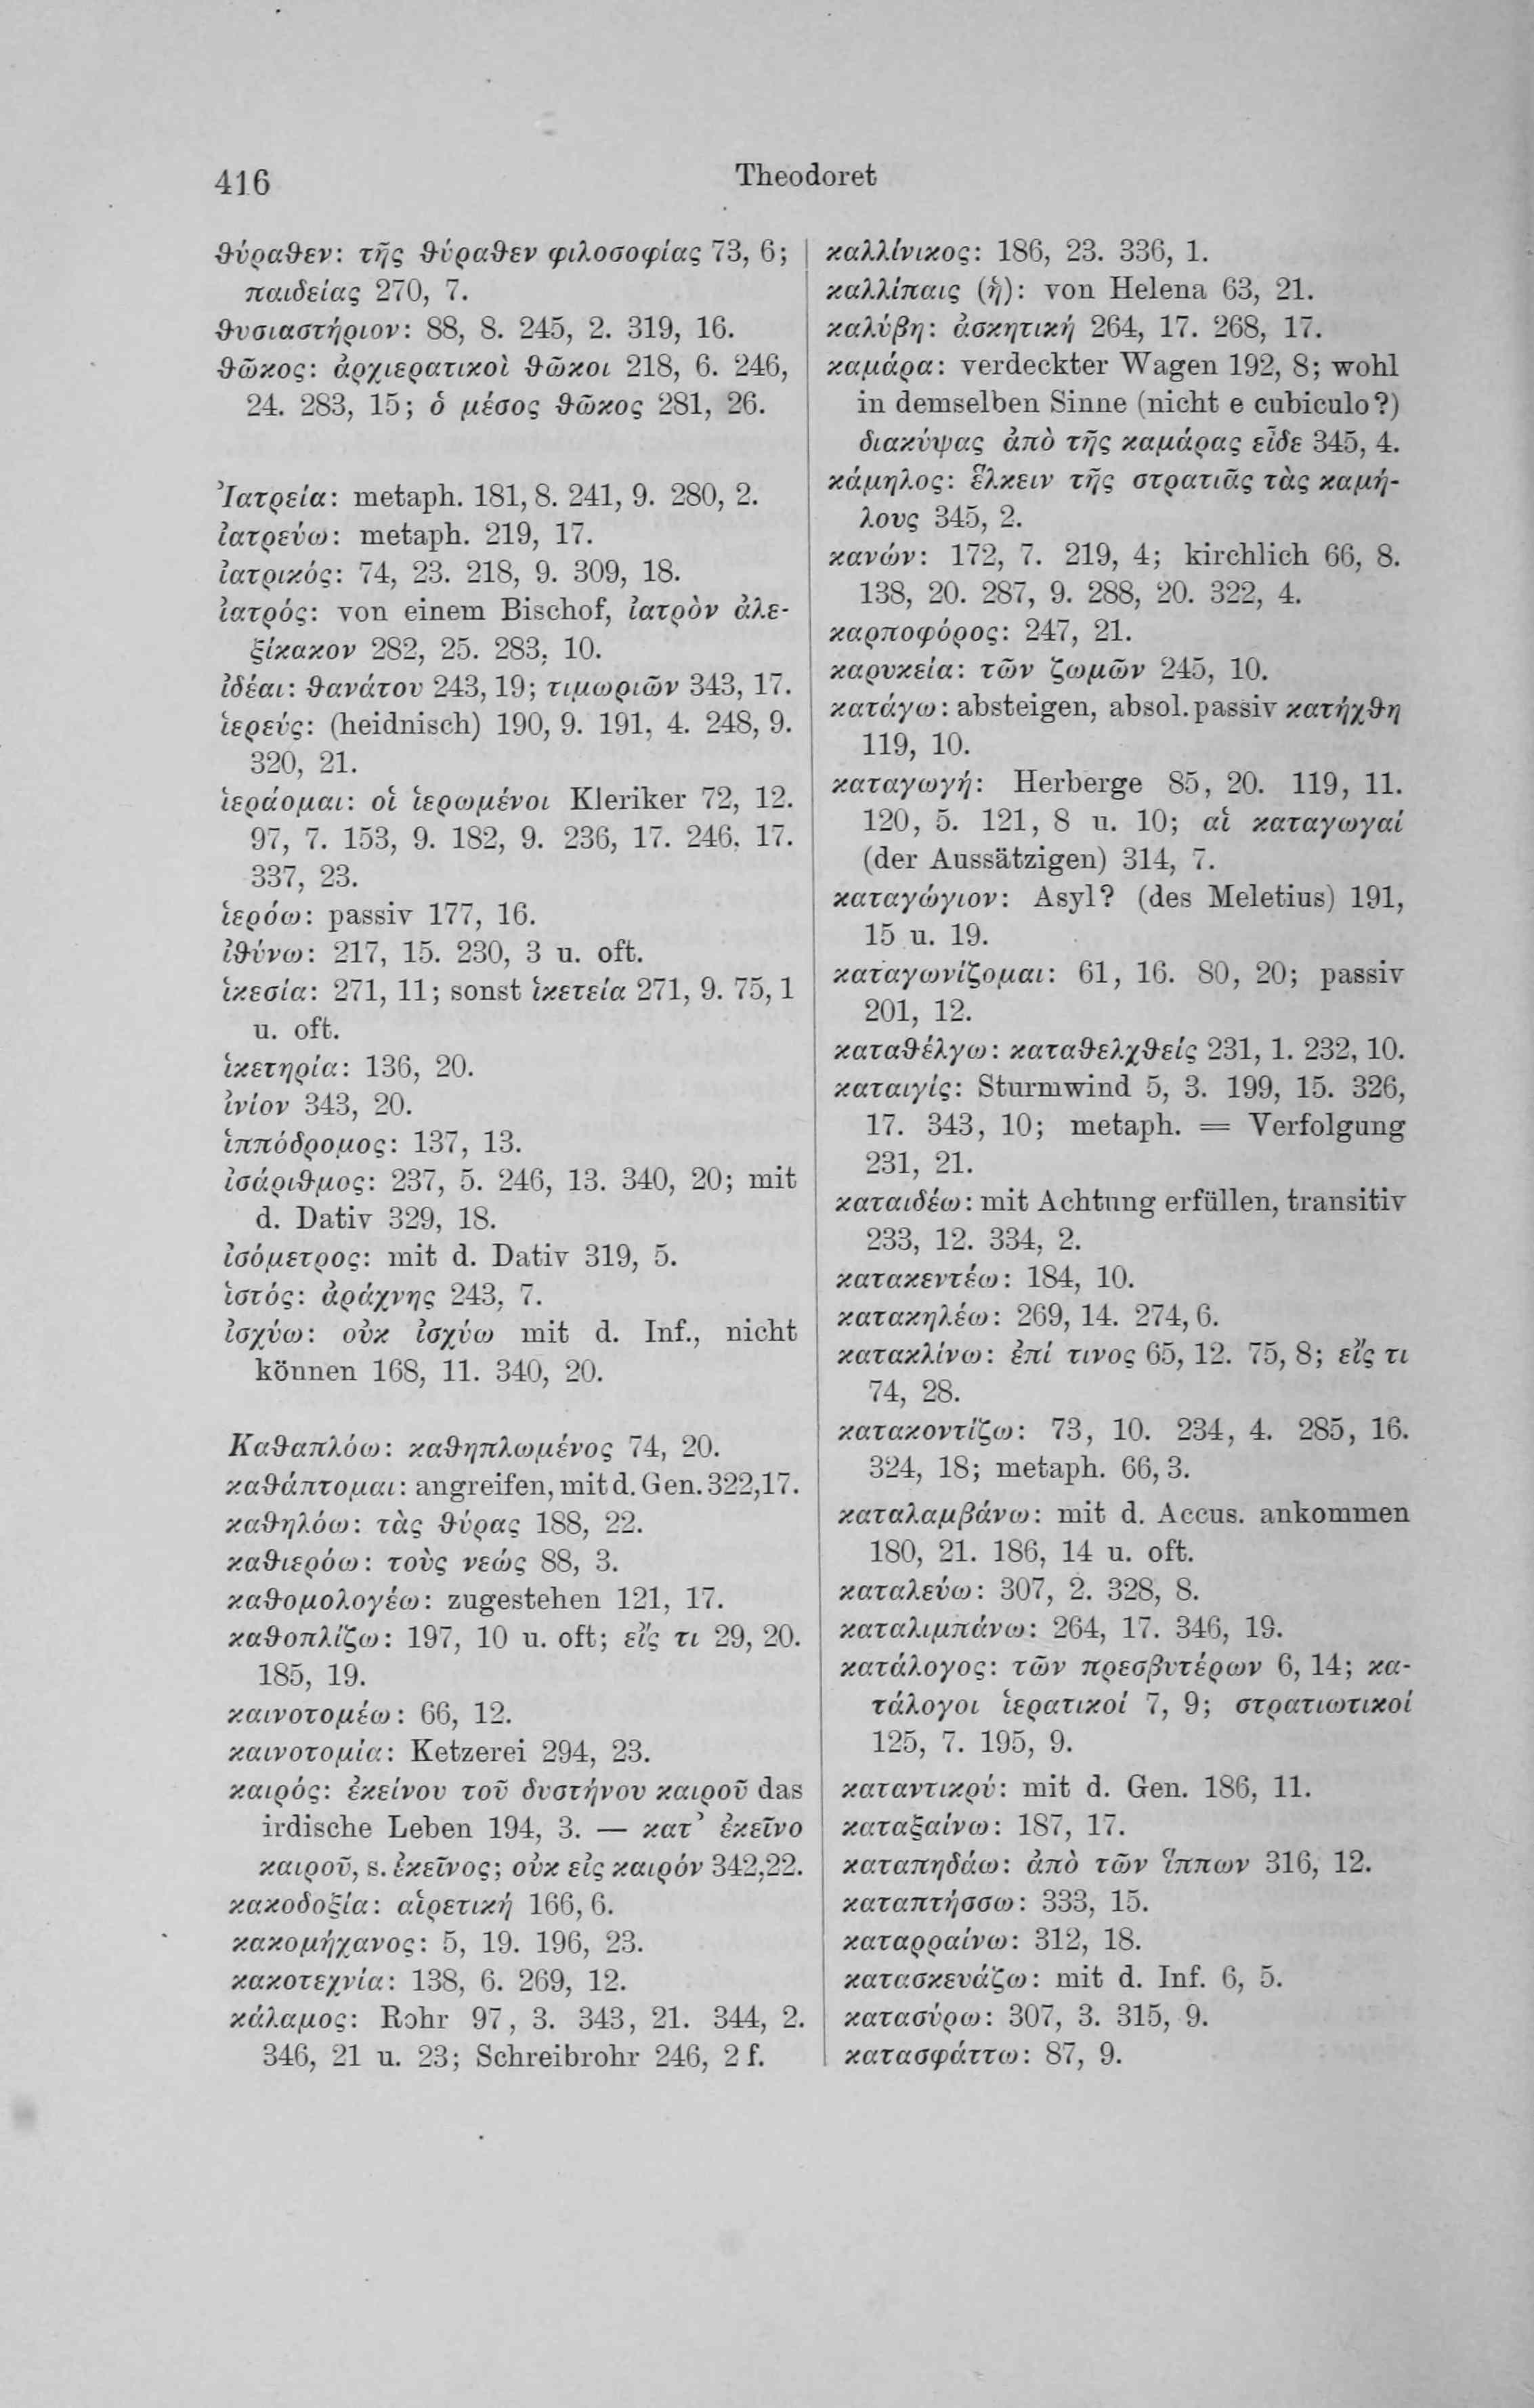 416
Theodoret
θύραθεν: τῆς θύραθεν φιλοσοφίας 73, 6;
παιδείας 270, 7.
θυσιαστήριον: 88, 8. 245, 2. 319, 16.
θῶκος: ἀρχιερατικοὶ θῶκοι 218, 6. 246,
24. 283, 15; ὁ μέσος θῶκος 281, 26.
Ἰατρεία: metaph. 181, 8. 241, 9. 280, 2.
ἰατρεύω: metaph. 219, 17.
ἰατρικός: 74, 23. 218, 9. 309, 18.
ἰατρός: von einem Bischof, ἰατρὸν ἀλε-
ξίκακον 282, 25. 283, 10.
ἰδέαι: θανάτου 243, 19; τιμωριῶν 343, 17.
ἱερεύς: (heidnisch) 190, 9. 191, 4. 248, 9.
320, 21.
ἱεράομαι: οἱ ἱερωμένοι Kleriker 72, 12.
97, 7. 153, 9. 182, 9. 236, 17. 246, 17.
337, 23.
ἱερόω: passiv 177, 16.
ἰθύνω: 217, 15. 230, 3 u. oft.
ἱκεσία: 271, 11; sonst ἱκετεία 271, 9. 75, 1
u. oft.
ἱκετηρία: 136, 20.
ἰνίον 343, 20.
ἱππόδρομος: 137, 13.
ἰσάριθμος: 237, 5. 246, 13. 340, 20; mit
d. Dativ 329, 18.
ἰσόμετρος: mit d. Dativ 319, 5.
ἱστός: ἀράχνης 243, 7.
ἰσχύω: οὐκ ἰσχύω mit d. Inf., nicht
können 168, 11. 340, 20.
Καθαπλόω: καθηπλωμένος 74, 20.
καθάπτομαι: angreifen, mit d. Gen. 322,17.
καθηλόω: τὰς θύρας 188, 22.
καθιερόω: τοὺς νεώς 88, 3.
καθομολογέω: zugestehen 121, 17.
καθοπλίζω: 197, 10 u. oft; εἴς τι 29, 20.
185, 19.
καινοτομέω: 66, 12.
καινοτομία: Ketzerei 294, 23.
καιρός: ἐκείνου τοῦ δυστήνου καιροῦ das
irdische Leben 194, 3. — κατ᾽ ἐκεῖνο
καιροῦ, s. ἐκεῖνος; οὐκ εἰς καιρόν 342,22.
κακοδοξία: αἱρετική 166, 6.
κακομήχανος: 5, 19. 196, 23.
κακοτεχνία: 138, 6. 269, 12.
κάλαμος: Rohr 97, 3. 343, 21. 344, 2.
346, 21 u. 23; Schreibrohr 246, 2 f.
καλλίνικος: 186, 23. 336, 1.
καλλίπαις (ἡ): von Helena 63, 21.
καλύβη: ἀσκητική 264, 17. 268, 17.
καμάρα: verdeckter Wagen 192, 8; wohl
in demselben Sinne (nicht e cubiculo?)
διακύψας ἀπὸ τῆς καμάρας εἶδε 345, 4.
κάμηλος: ἕλκειν τῆς στρατιᾶς τὰς καμή-
λους 345, 2.
κανών: 172, 7. 219, 4; kirchlich 66, 8.
138, 20. 287, 9. 288, 20. 322, 4.
καρποφόρος: 247, 21.
καρυκεία: τῶν ζωμῶν 245, 10.
κατάγω: absteigen, absol. passiv κατήχθη
119, 10.
καταγωγή: Herberge 85, 20. 119, 11.
120, 5. 121, 8 u. 10; αἱ καταγωγαί
(der Aussätzigen) 314, 7.
καταγώγιον: Asyl? (des Meletius) 191,
15 u. 19.
καταγωνίζομαι: 61, 16. 80, 20; passiv
201, 12.
καταθέλγω: καταθελχθείς 231, 1. 232, 10.
καταιγίς: Sturmwind 5, 3. 199, 15. 326,
17. 343, 10; metaph. = Verfolgung
231, 21.
καταιδέω: mit Achtung erfüllen, transitiv
233, 12. 334, 2.
κατακεντέω: 184, 10.
κατακηλέω: 269, 14. 274, 6.
κατακλίνω: ἐπί τινος 65, 12. 75, 8; εἴς τι
74, 28.
κατακοντίζω: 73, 10. 234, 4. 285, 16.
324, 18; metaph. 66, 3.
καταλαμβάνω: mit d. Accus. ankommen
180, 21. 186, 14 u. oft.
καταλεύω: 307, 2. 328, 8.
καταλιμπάνω: 264, 17. 346, 19.
κατάλογος: τῶν πρεσβυτέρων 6, 14; κα-
τάλογοι ἱερατικοί 7, 9; στρατιωτικοί
125, 7. 195, 9.
καταντικρύ: mit d. Gen. 186, 11.
καταξαίνω: 187, 17.
καταπηδάω: ἀπὸ τῶν ἵππων 316, 12.
καταπτήσσω: 333, 15.
καταρραίνω: 312, 18.
κατασκευάζω: mit d. Inf. 6, 5.
κατασύρω: 307, 3. 315, 9.
κατασφάττω: 87, 9.